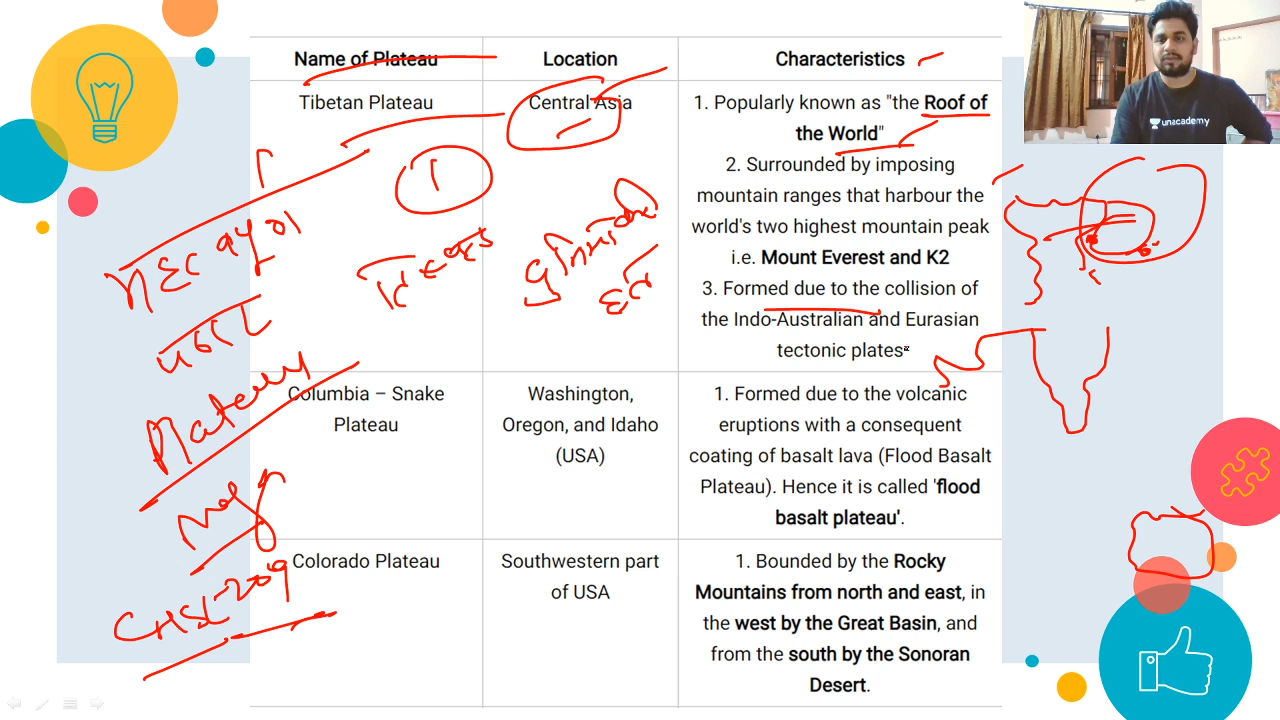 Name of Plateau
Location
Characteristics
Tibetan Plateau
Central Asia
1. Popularly known as "the Roof of
the World"
2. Surrounded by imposing
mountain ranges that harbour the
world's two highest mountain peak
i.e. Mount Everest and K2
3. Formed due to the collision of
the Indo-Australian and Eurasian
tectonic plates
Columbia – Snake
Plateau
Washington,
Oregon, and Idaho
(USA)
1. Formed due to the volcanic
eruptions with a consequent
coating of basalt lava (Flood Basalt
Plateau). Hence it is called 'flood
basalt plateau'.
Colorado Plateau
Southwestern part
of USA
1. Bounded by the Rocky
Mountains from north and east, in
the west by the Great Basin, and
from the south by the Sonoran
Desert.
unacademy
Plateau